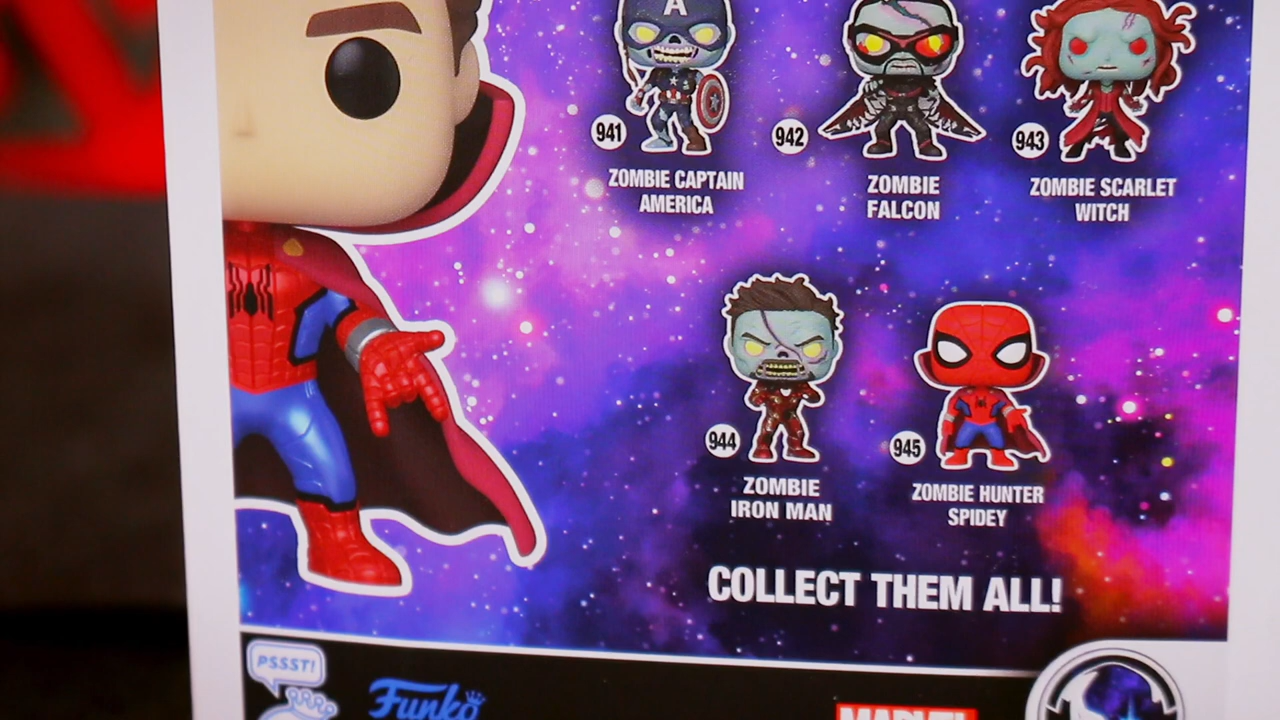 A
941
942
943
ZOMBIE CAPTAIN
AMERICA
ZOMBIE
FALCON
ZOMBIE SCARLET
WITCH
944
945
ZOMBIE
IRON MAN
ZOMBIE HUNTER
SPIDEY
COLLECT THEM ALL!
PSSST!
Funko
MARVEL